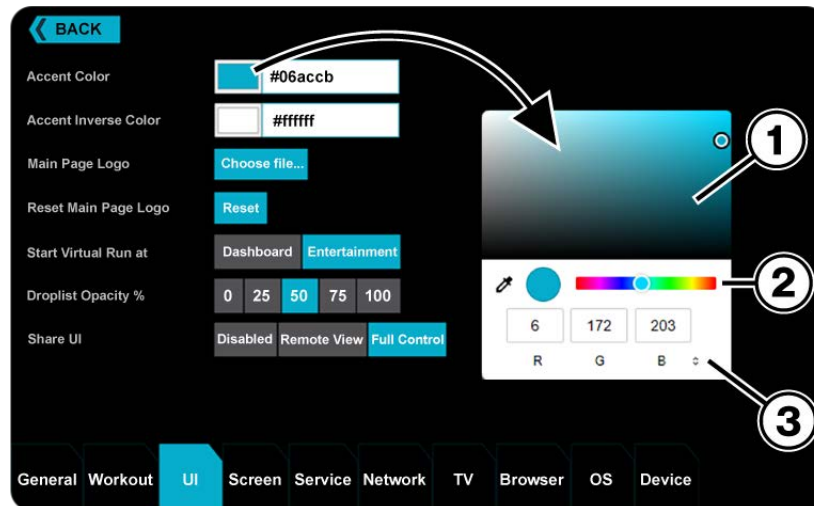 BACK
Accent Color #06accb
Accent Inverse Color #ffffff
Main Page Logo Choose file...
Reset Main Page Logo Reset
Start Virtual Run at Dashboard Entertainment
Droplist Opacity % 0 25 50 75 100
Share UI Disabled Remote View Full Control
1
2
6 172 203
R G B
3
General Workout UI Screen Service Network TV Browser OS Device